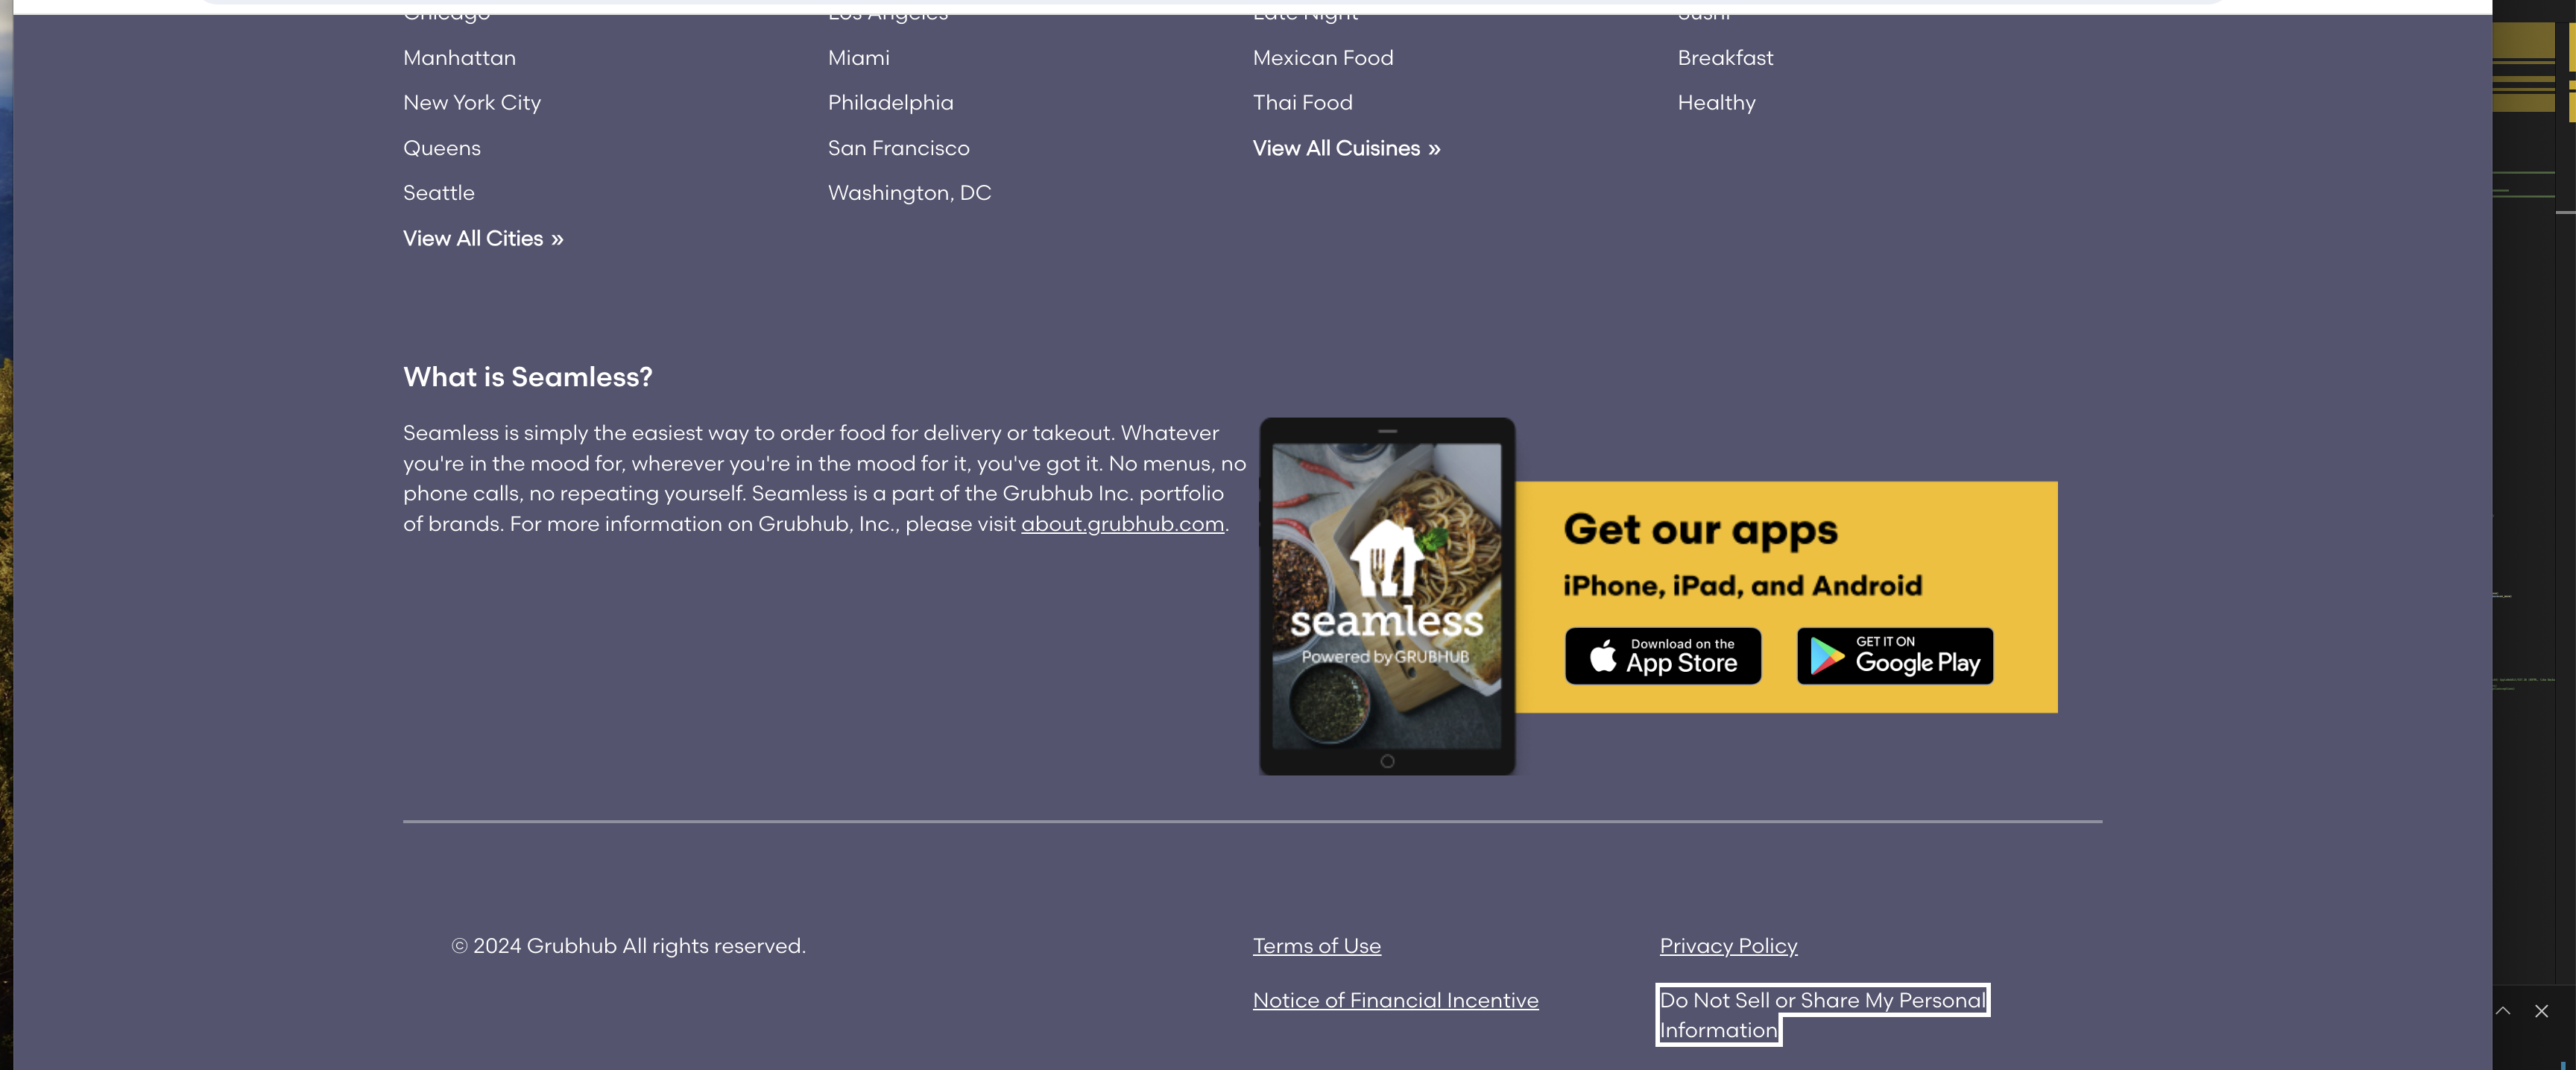 Chicago
Los Angeles
Late Night
Sushi
Manhattan
Miami
Mexican Food
Breakfast
New York City
Philadelphia
Thai Food
Healthy
Queens
San Francisco
View All Cuisines »
Seattle
Washington, DC
View All Cities »
What is Seamless?
Seamless is simply the easiest way to order food for delivery or takeout. Whatever
you're in the mood for, wherever you're in the mood for it, you've got it. No menus, no
phone calls, no repeating yourself. Seamless is a part of the Grubhub Inc. portfolio
of brands. For more information on Grubhub, Inc., please visit about.grubhub.com.
seamless
Powered by GRUBHUB
Get our apps
iPhone, iPad, and Android
Download on the
App Store
GET IT ON
Google Play
© 2024 Grubhub All rights reserved.
Terms of Use
Privacy Policy
Notice of Financial Incentive
Do Not Sell or Share My Personal
Information